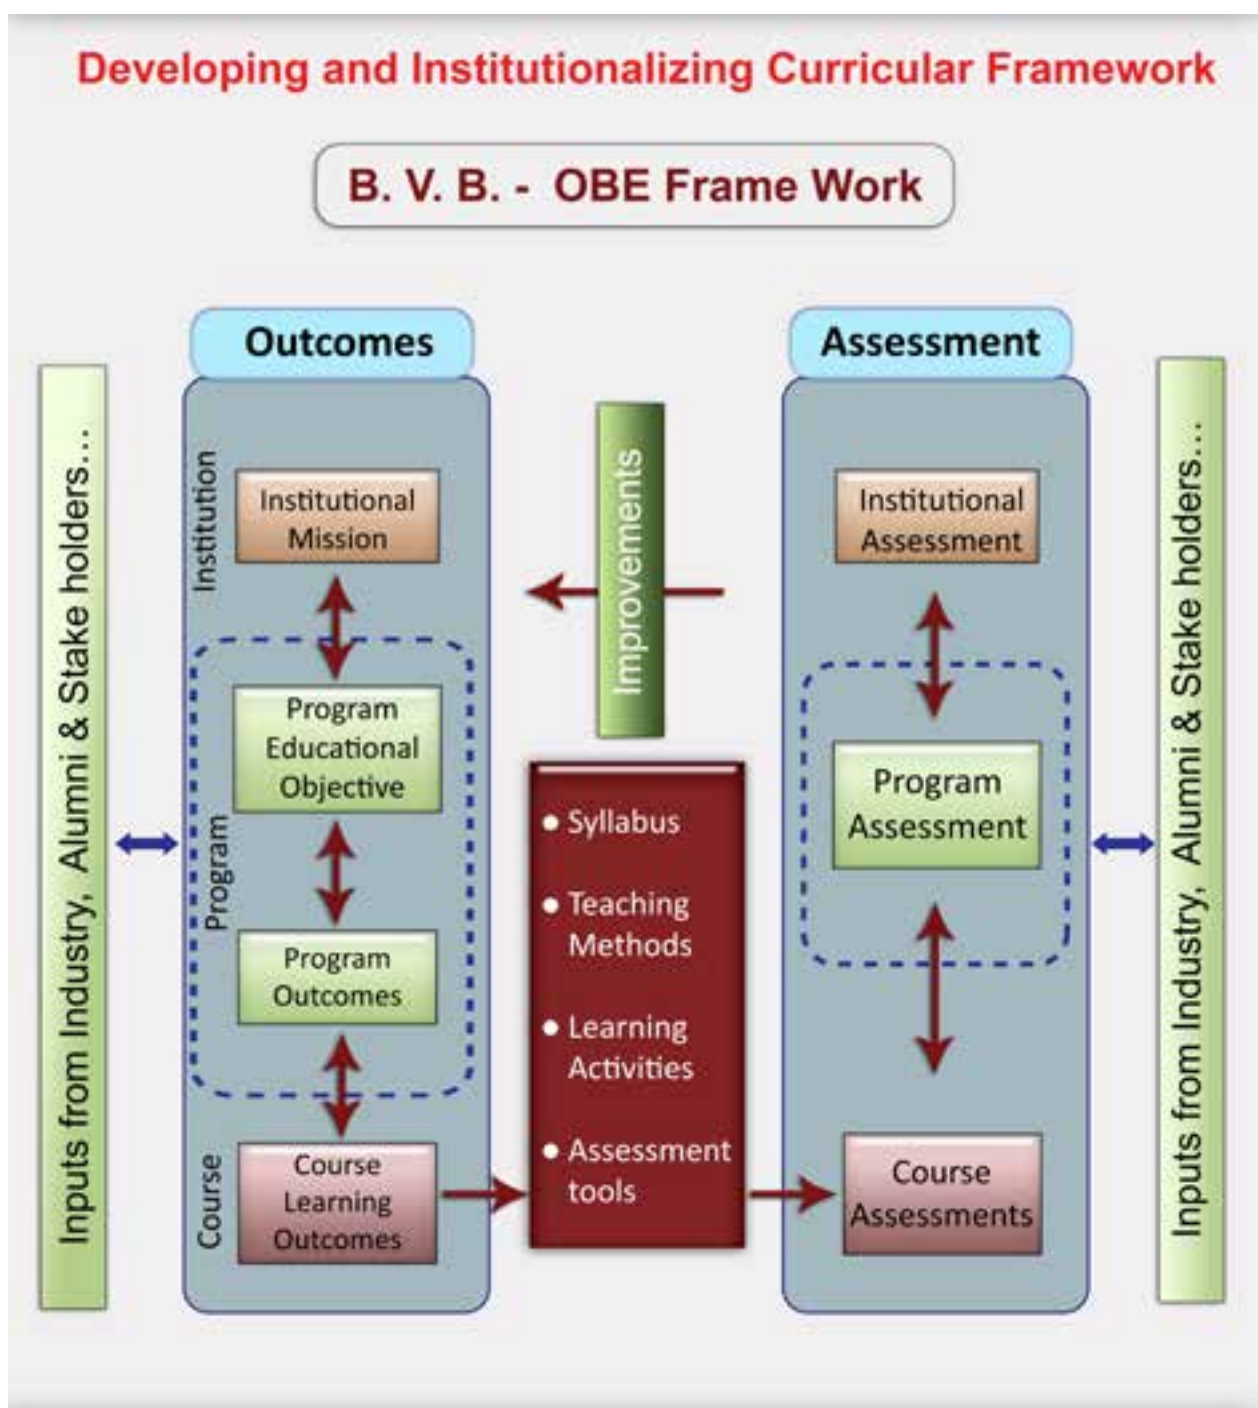 Developing and Institutionalizing Curricular Framework
B. V. B. - OBE Frame Work
Inputs from Industry, Alumni & Stake holders...
Outcomes
Institution
Institutional
Mission
Program
Program
Educational
Objective
Program
Outcomes
Course
Course
Learning
Outcomes
Improvements
● Syllabus
● Teaching
Methods
● Learning
Activities
● Assessment
tools
Assessment
Institutional
Assessment
Program
Assessment
Course
Assessments
Inputs from Industry, Alumni & Stake holders...